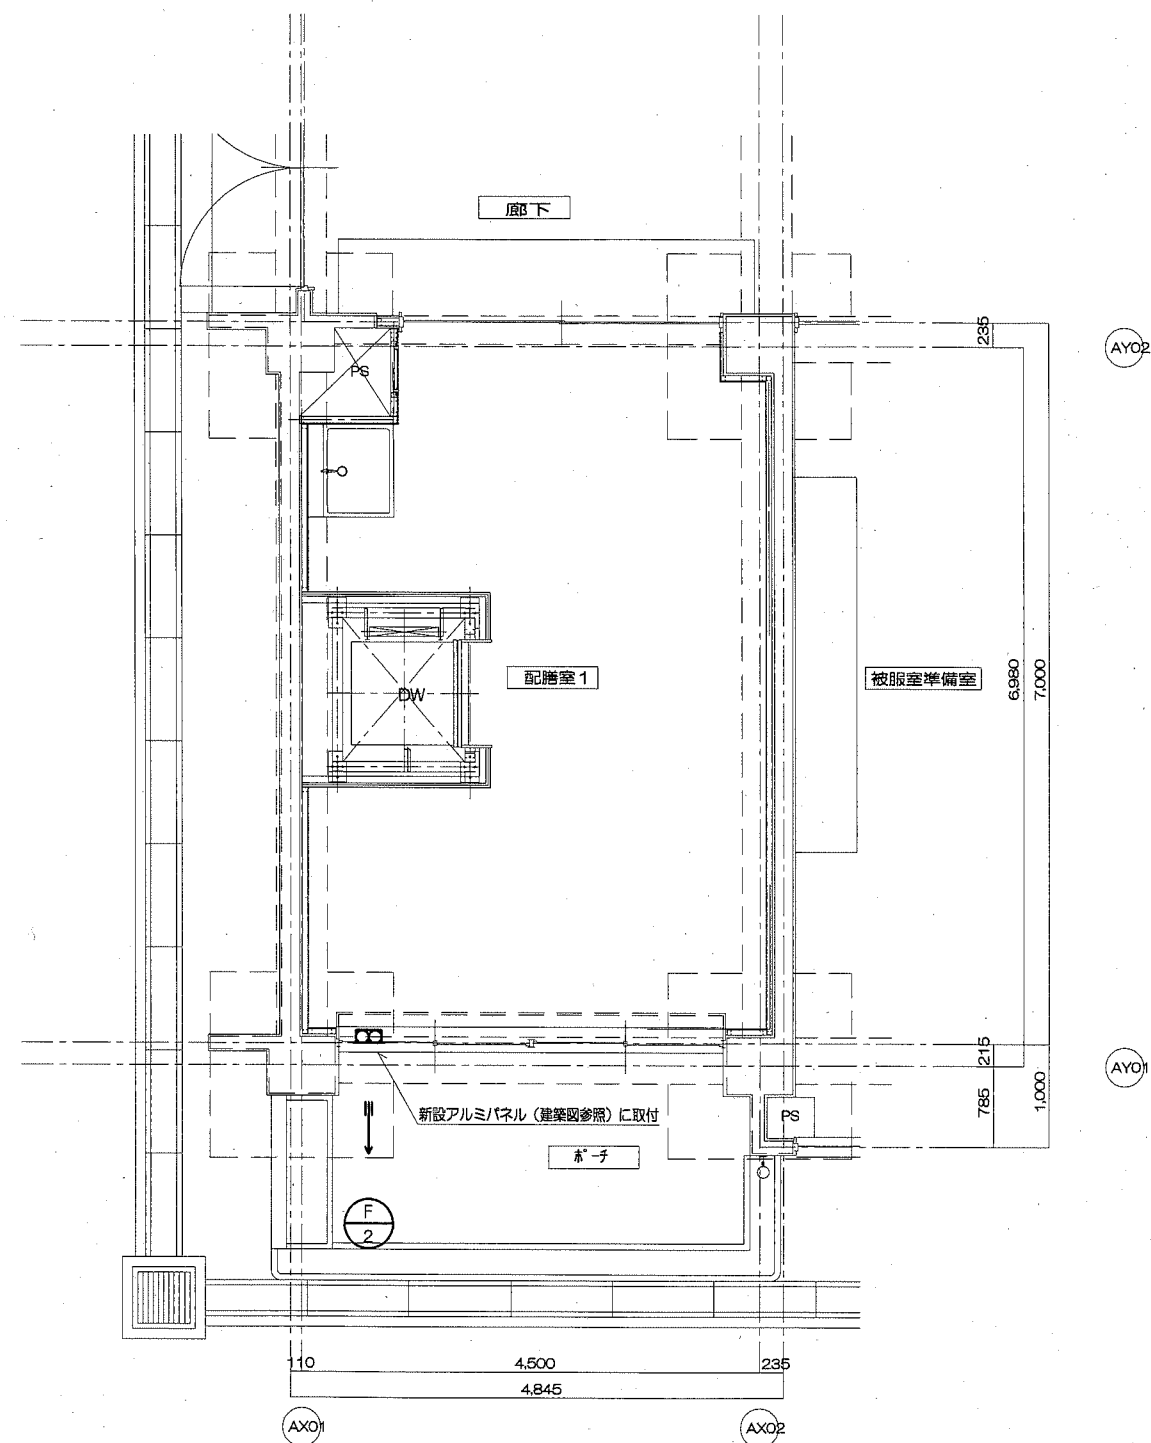 廊下
235
AY02
PS
配膳室1
被服室準備室
DW
6,980
7,000
215
AY01
785
1,000
新設アルミパネル（建築図参照）に取付
PS
ポーチ
F
2
110
4,500
235
4,845
AX01
AX02